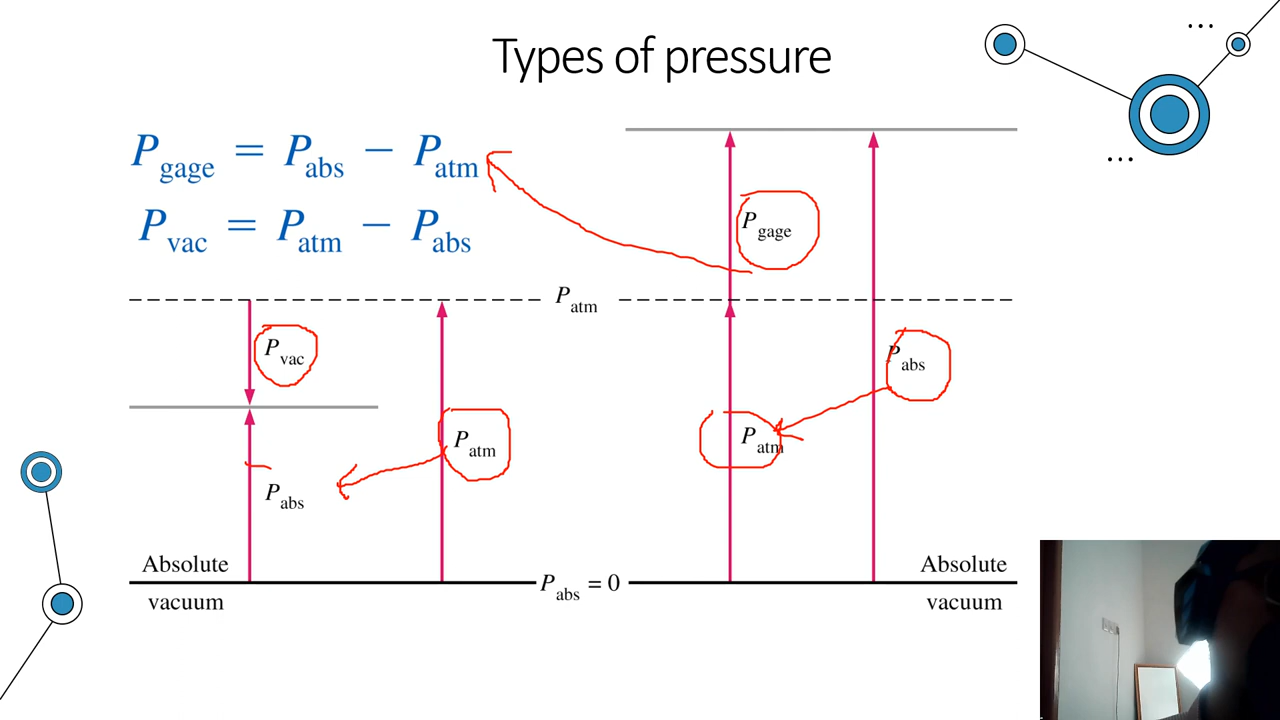 Types of pressure
P_gage = P_abs − P_atm
P_vac = P_atm − P_abs
P_atm
P_gage
P_vac
P_abs
P_atm
P_atm
P_abs
Absolute
vacuum
P_abs = 0
Absolute
vacuum